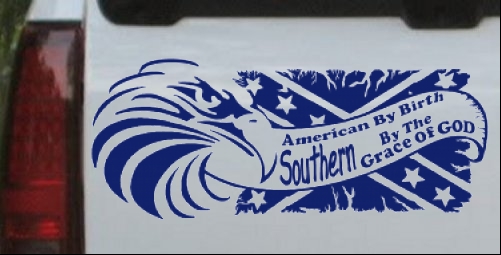 American By Birth
Southern By The
Grace Of GOD